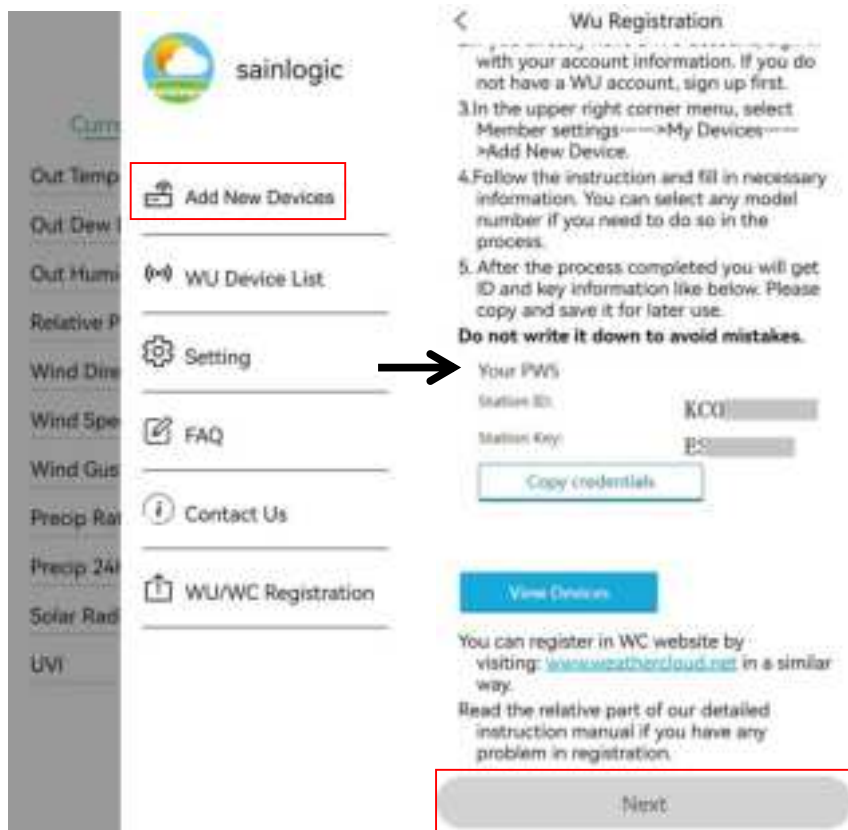 sainlogic
Curre
Out Temp
Out Dew
Out Humi
Relative P
Wind Dire
Wind Spe
Wind Gus
Precip Rat
Precip 24H
Solar Radi
UVI
Add New Devices
WU Device List
Setting
FAQ
Contact Us
WU/WC Registration
Wu Registration
with your account information. If you do
not have a WU account, sign up first.
3.In the upper right corner menu, select
Member settings----->My Devices-----
>Add New Device.
4.Follow the instruction and fill in necessary
information. You can select any model
number if you need to do so in the
process.
5. After the process completed you will get
ID and key information like below. Please
copy and save it for later use.
Do not write it down to avoid mistakes.
Your PWS
Station ID:
KCO
Station Key:
Copy credentials
View Devices
You can register in WC website by
visiting: www.weathercloud.net in a similar
way.
Read the relative part of our detailed
instruction manual if you have any
problem in registration.
Next